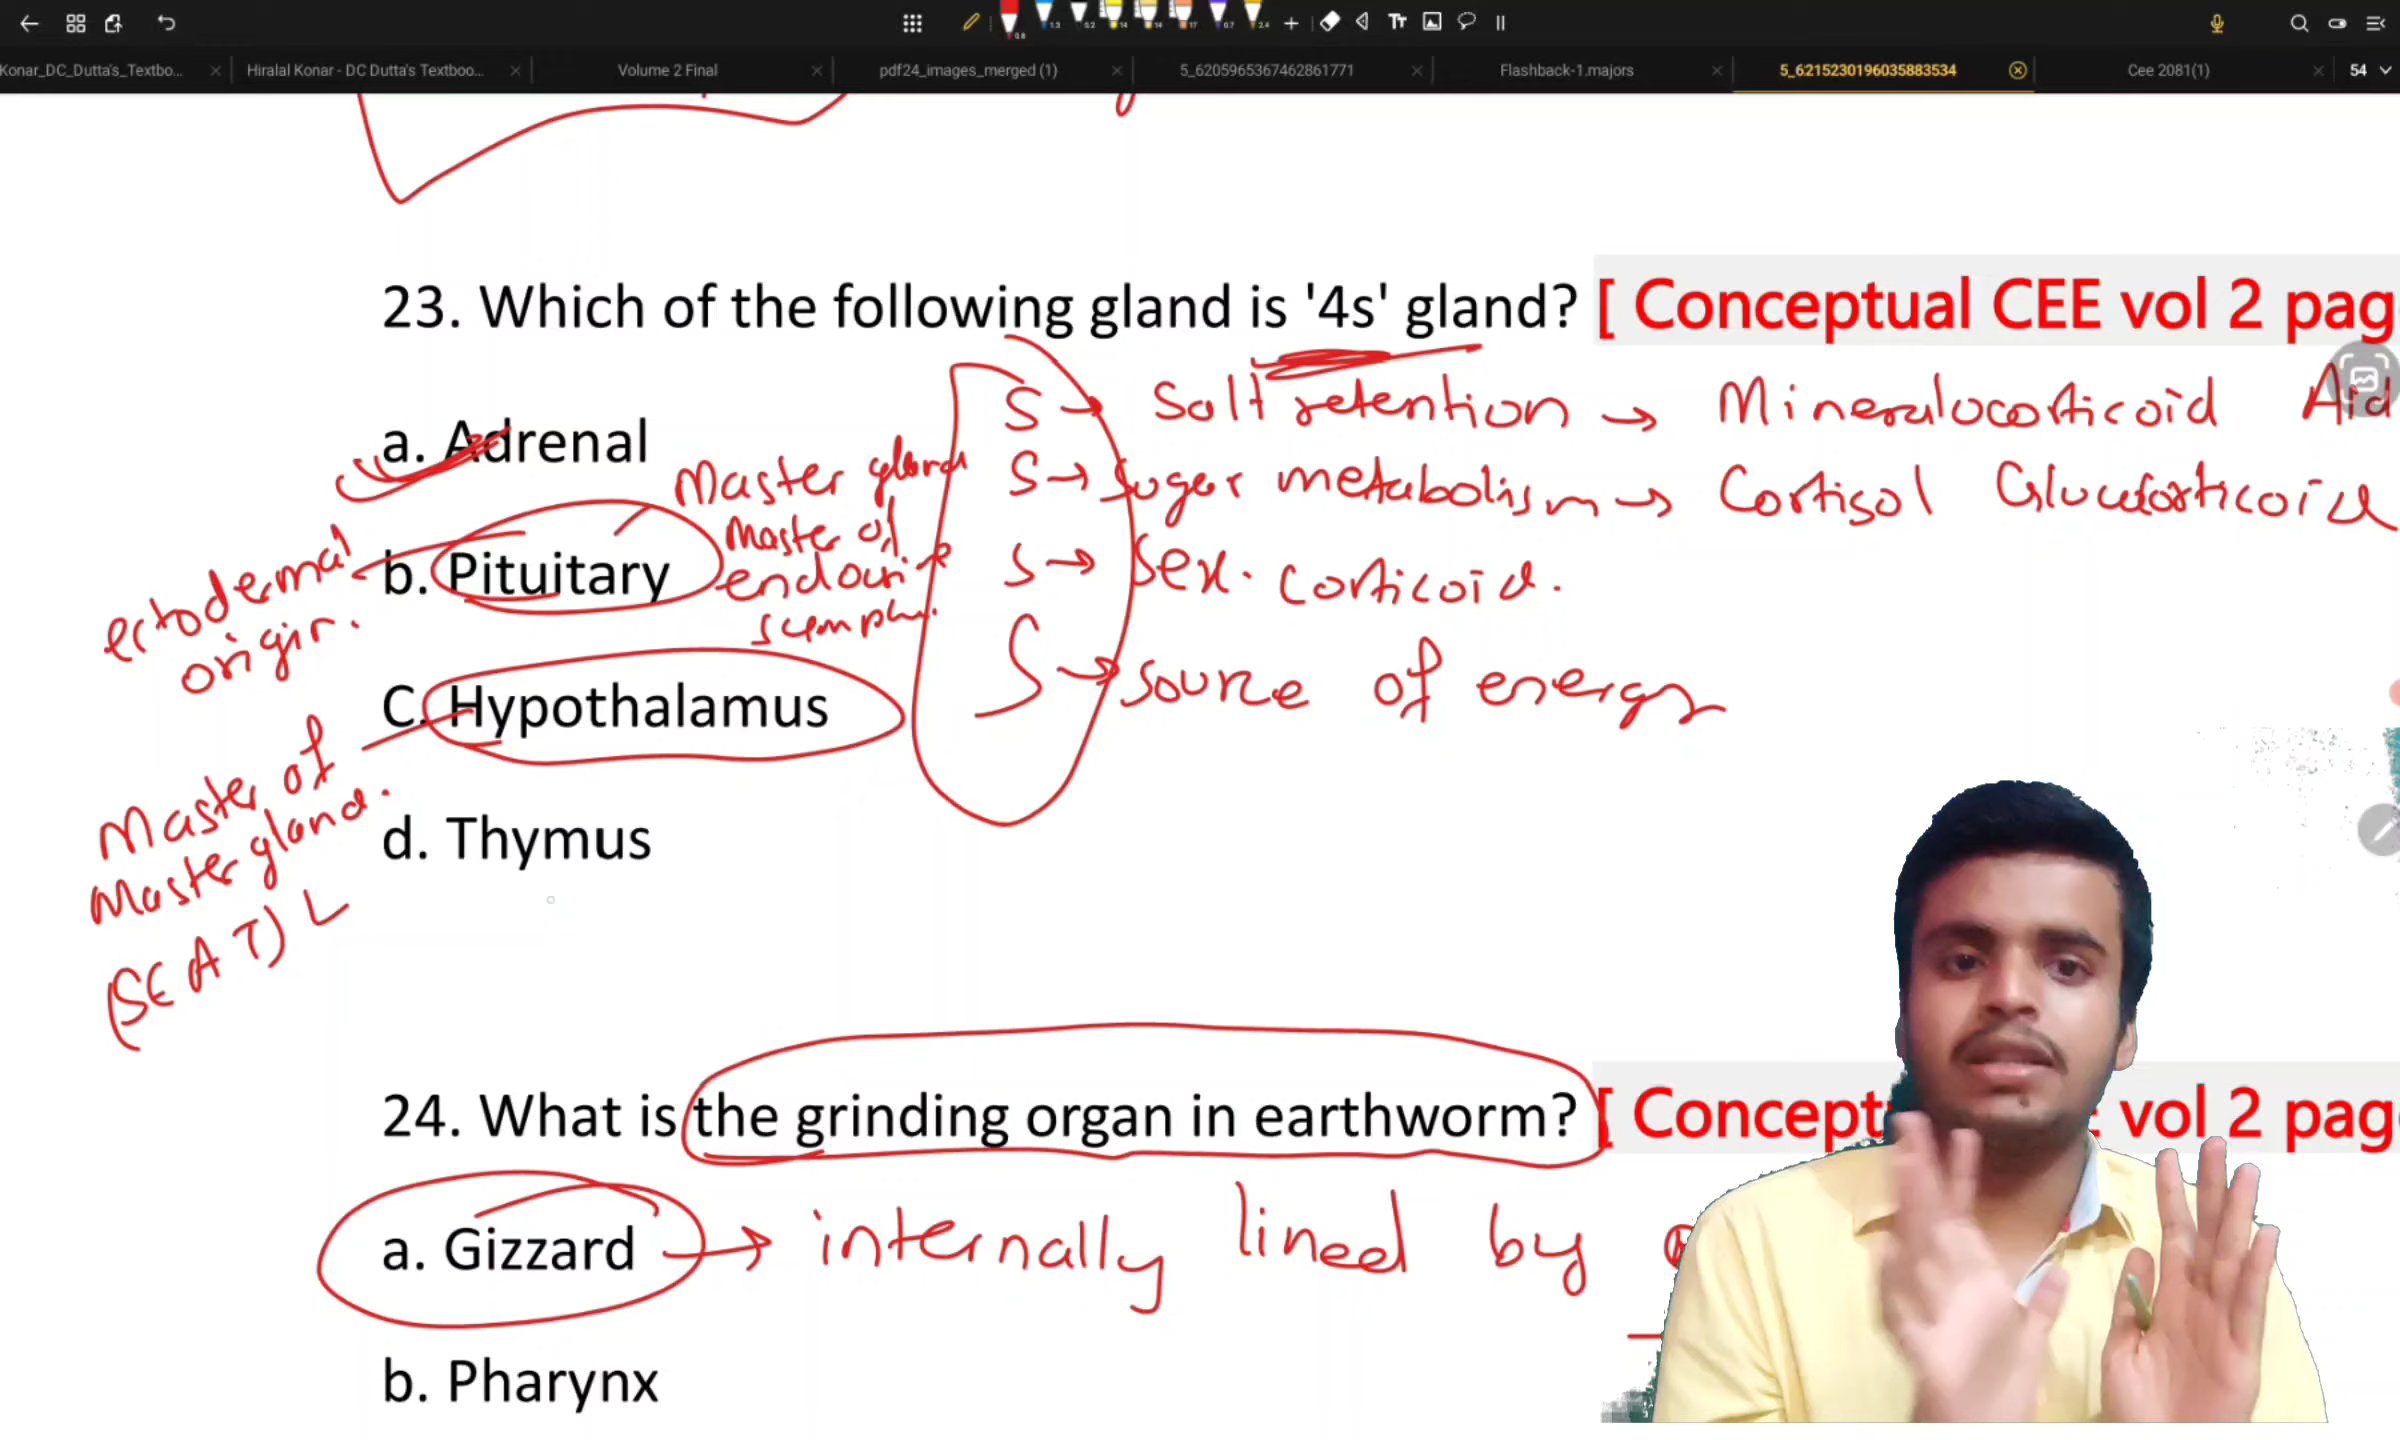 Konar_DC_Dutta's_Textbo...
Hiralal Konar - DC Dutta's Textboo...
Volume 2 Final
pdf24_images_merged (1)
5_6205965367462861771
Flashback-1.majors
5_6215230196035883534
Cee 2081(1)
54
23. Which of the following gland is '4s' gland? [ Conceptual CEE vol 2 pag
S → Salt retention → Mineralocorticoid Ald
a. Adrenal
Master gland
S → Sugar metabolism → Cortisol Glucocorticoid
Master of
endocrine
b. Pituitary
ectodermal
origin.
S → Sex. corticoid.
S → source of energy
C. Hypothalamus
Master of
Master gland.
(SEAT)
d. Thymus
24. What is the grinding organ in earthworm? [ Concept vol 2 pag
a. Gizzard → internally lined by
b. Pharynx